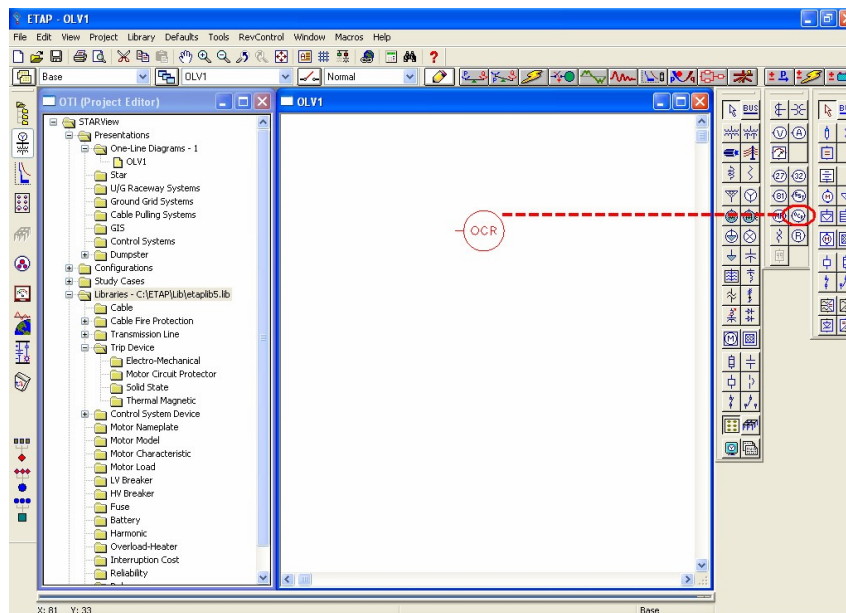 ETAP - OLV1
File Edit View Project Library Defaults Tools RevControl Window Macros Help
Base
OLV1
Normal
OTI (Project Editor)
OLV1
STARView
Presentations
One-Line Diagrams - 1
OLV1
Star
U/G Raceway Systems
Ground Grid Systems
Cable Pulling Systems
GIS
Control Systems
Dumpster
Configurations
Study Cases
Libraries - C:\ETAP\Lib\etaplib5.lib
Cable
Cable Fire Protection
Transmission Line
Trip Device
Electro-Mechanical
Motor Circuit Protector
Solid State
Thermal Magnetic
Control System Device
Motor Nameplate
Motor Model
Motor Characteristic
Motor Load
LV Breaker
HV Breaker
Fuse
Battery
Harmonic
Overload-Heater
Interruption Cost
Reliability
OCR
BUS
V A
27 32
81
R
M
X: 81 Y: 33
Base